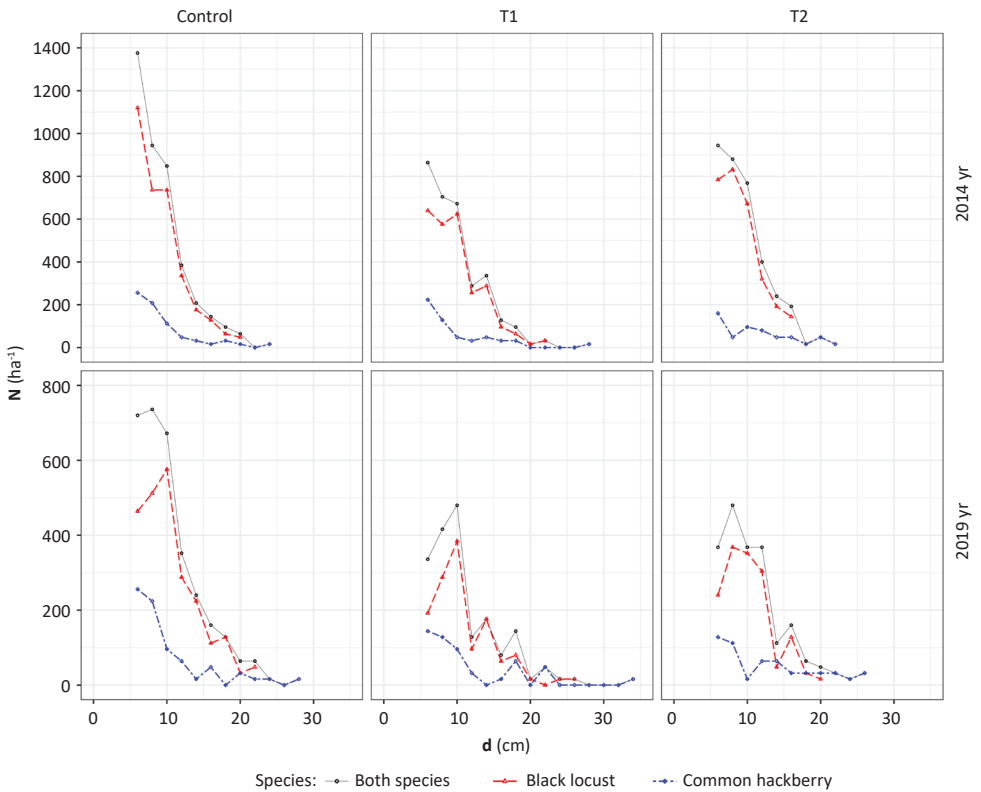 Control T1 T2
1400
1200
1000
800
600
400
200
0
2014 yr
N (ha-1)
800
600
400
200
0
2019 yr
0 10 20 30 0 10 20 30 0 10 20 30
d (cm)
Species: Both species Black locust Common hackberry